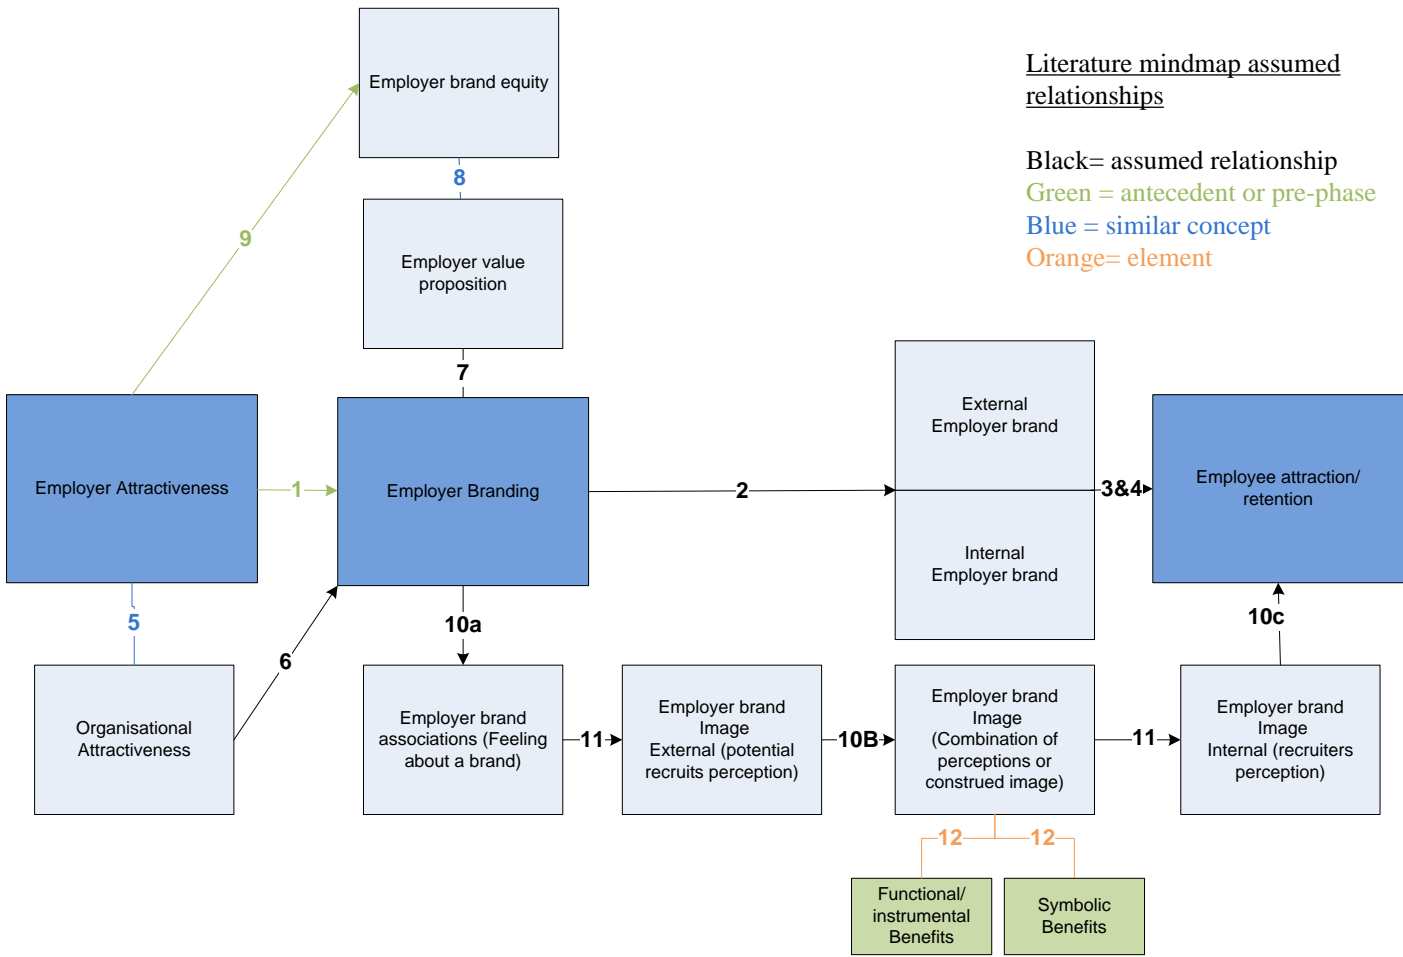 Employer brand equity
Literature mindmap assumed
relationships
Black= assumed relationship
Green = antecedent or pre-phase
Blue = similar concept
Orange= element
8
9
Employer value
proposition
7
External
Employer brand
Employer Attractiveness
1
Employer Branding
2
3&4
Employee attraction/
retention
Internal
Employer brand
5
6
10a
10c
Organisational
Attractiveness
Employer brand
associations (Feeling
about a brand)
11
Employer brand
Image
External (potential
recruits perception)
10B
Employer brand
Image
(Combination of
perceptions or
construed image)
11
Employer brand
Image
Internal (recruiters
perception)
12
12
Functional/
instrumental
Benefits
Symbolic
Benefits